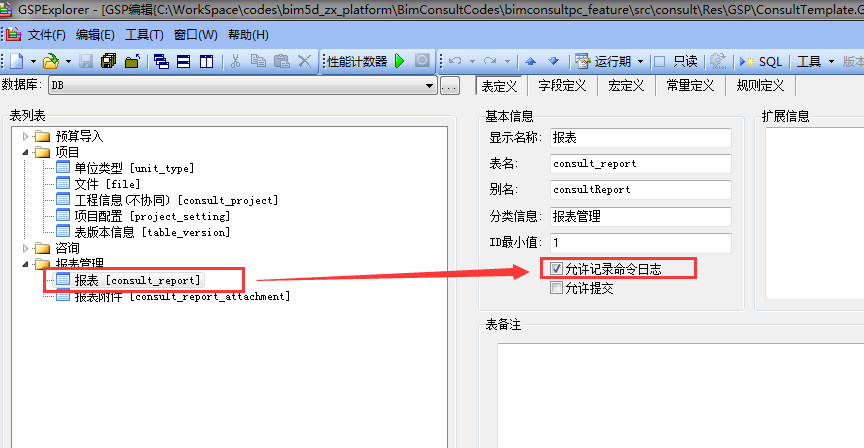 GSPExplorer - [GSP编辑{C:\WorkSpace\codes\bim5d_zx_platform\BimConsultCodes\bimconsultpc_feature\src\consult\Res\GSP\ConsultTemplate.G
文件(F) 编辑(E) 工具(T) 窗口(W) 帮助(H)
性能计数器 运行期 只读 SQL 工具 版本
数据库: DB ... 表定义 字段定义 宏定义 常量定义 规则定义
表列表
预算导入
项目
单位类型 [unit_type]
文件 [file]
工程信息(不协同) [consult_project]
项目配置 [project_setting]
表版本信息 [table_version]
咨询
报表管理
报表 [consult_report]
报表附件 [consult_report_attachment]
基本信息
显示名称: 报表
表名: consult_report
别名: consultReport
分类信息: 报表管理
ID最小值: 1
允许记录命令日志
允许提交
表备注
扩展信息